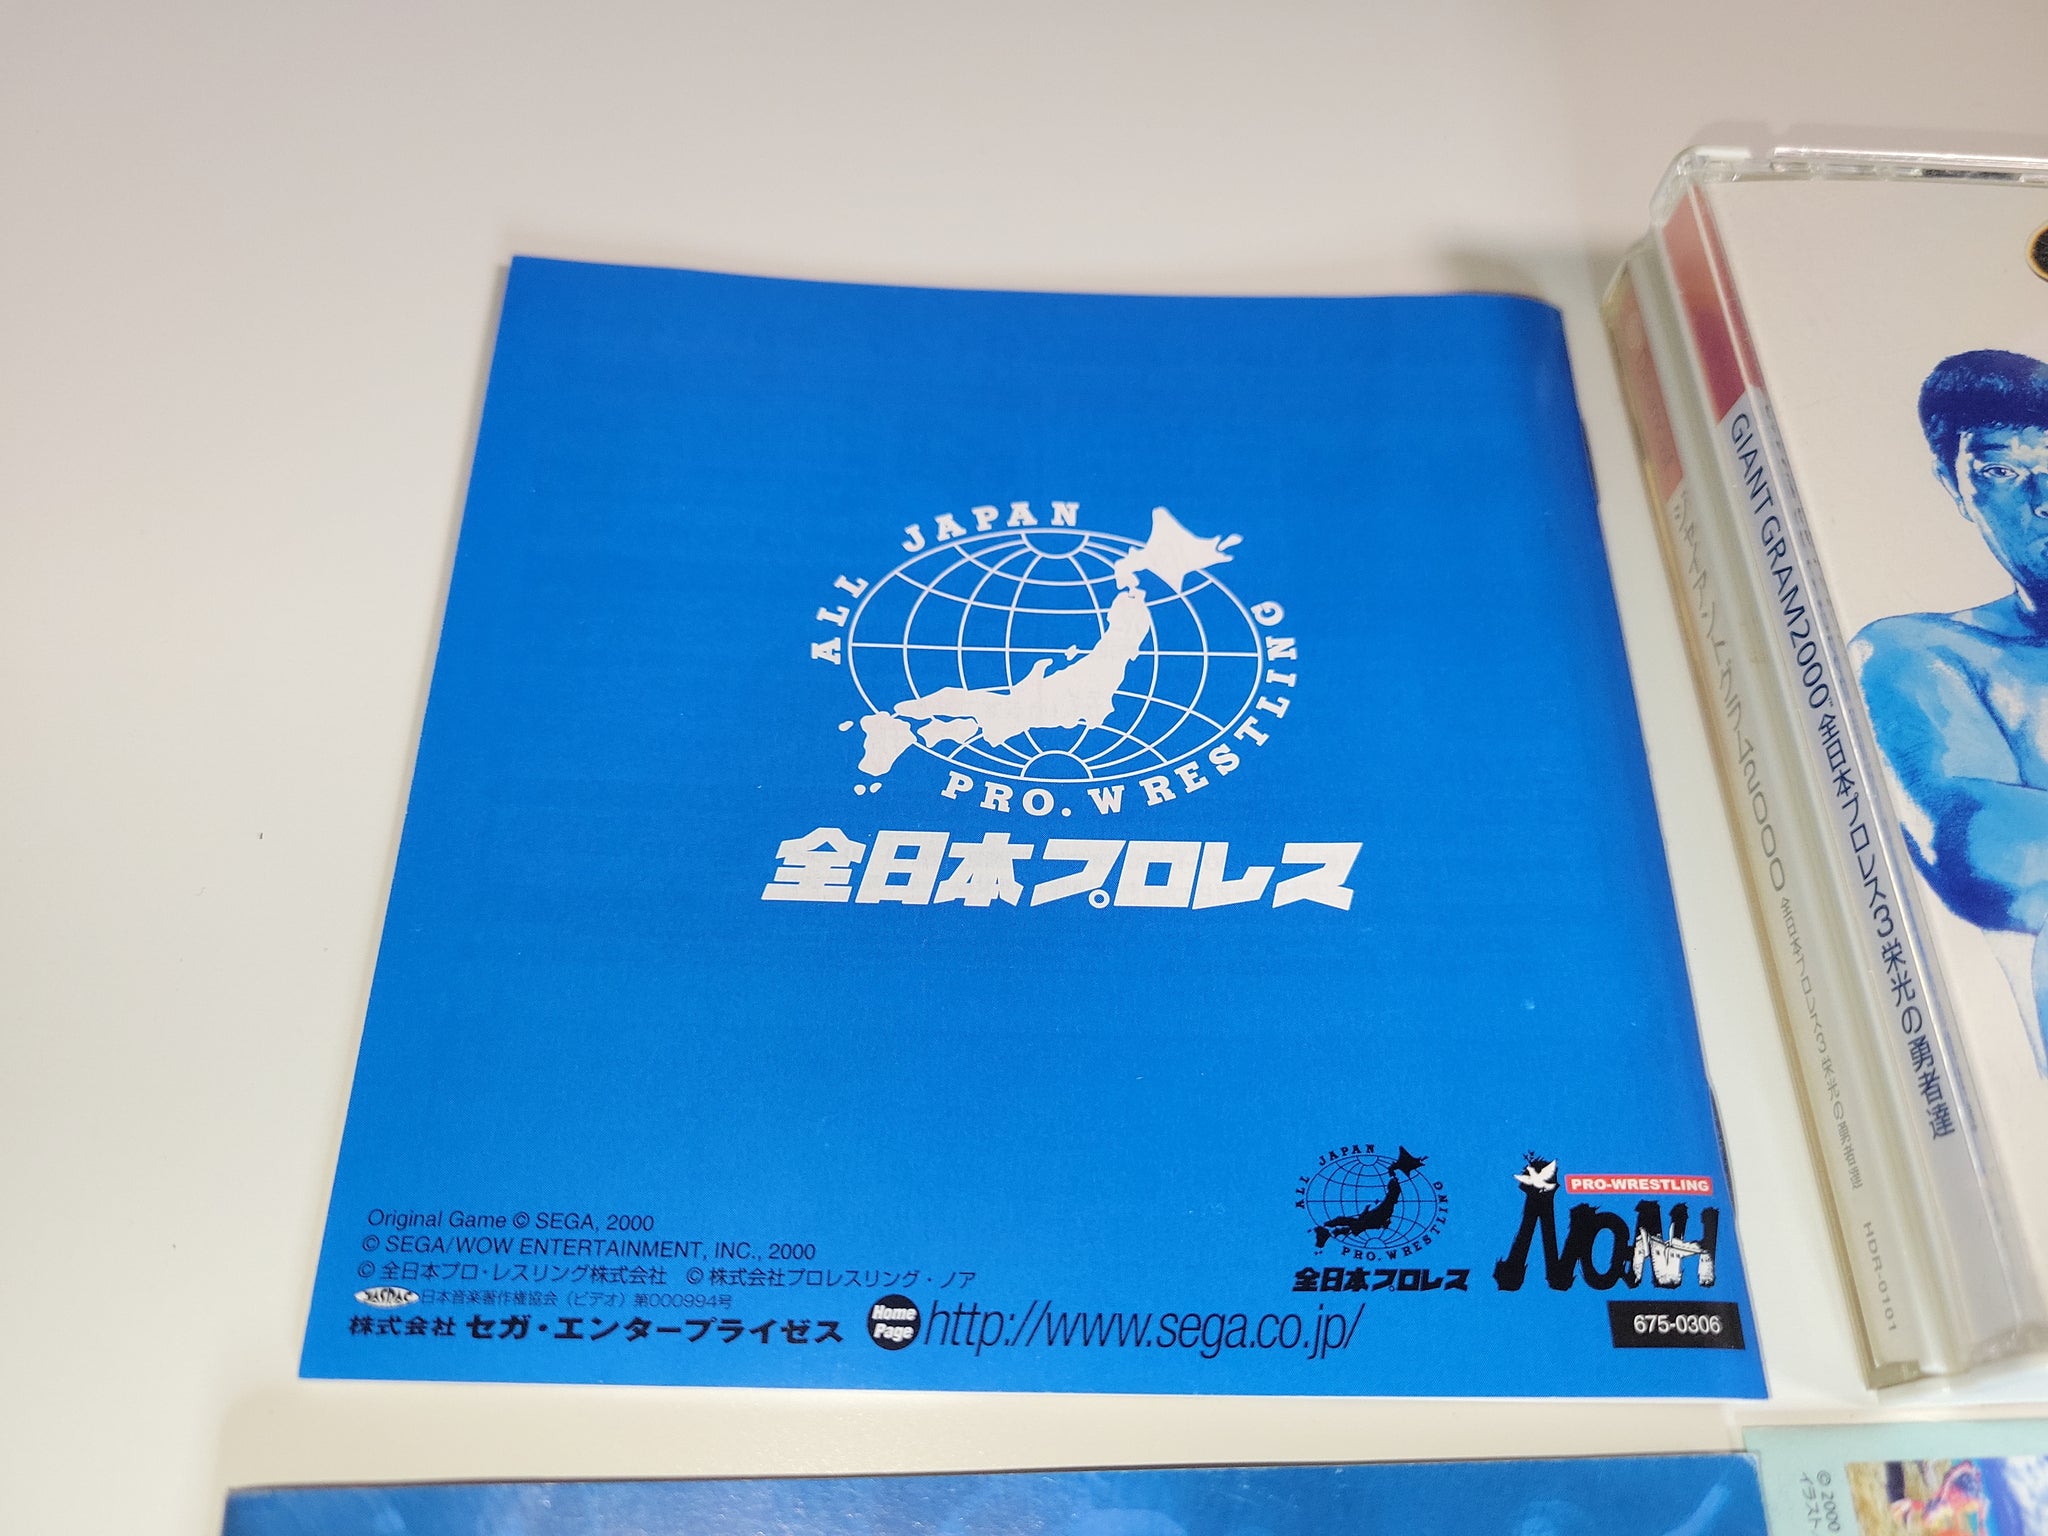 ALL JAPAN
PRO. WRESTLING
全日本プロレス
Original Game © SEGA, 2000
© SEGA/WOW ENTERTAINMENT, INC., 2000
© 全日本プロ・レスリング株式会社 © 株式会社プロレスリング・ノア
JASRAC 日本音楽著作権協会（ビデオ）第000994号
株式会社 セガ・エンタープライゼス
Home Page http://www.sega.co.jp/
ALL JAPAN
PRO. WRESTLING
全日本プロレス
PRO-WRESTLING
NOAH
675-0306
GIANT GRAM2000™ 全日本プロレス3 栄光の勇者達
HDR-0101
© 2000
イラスト